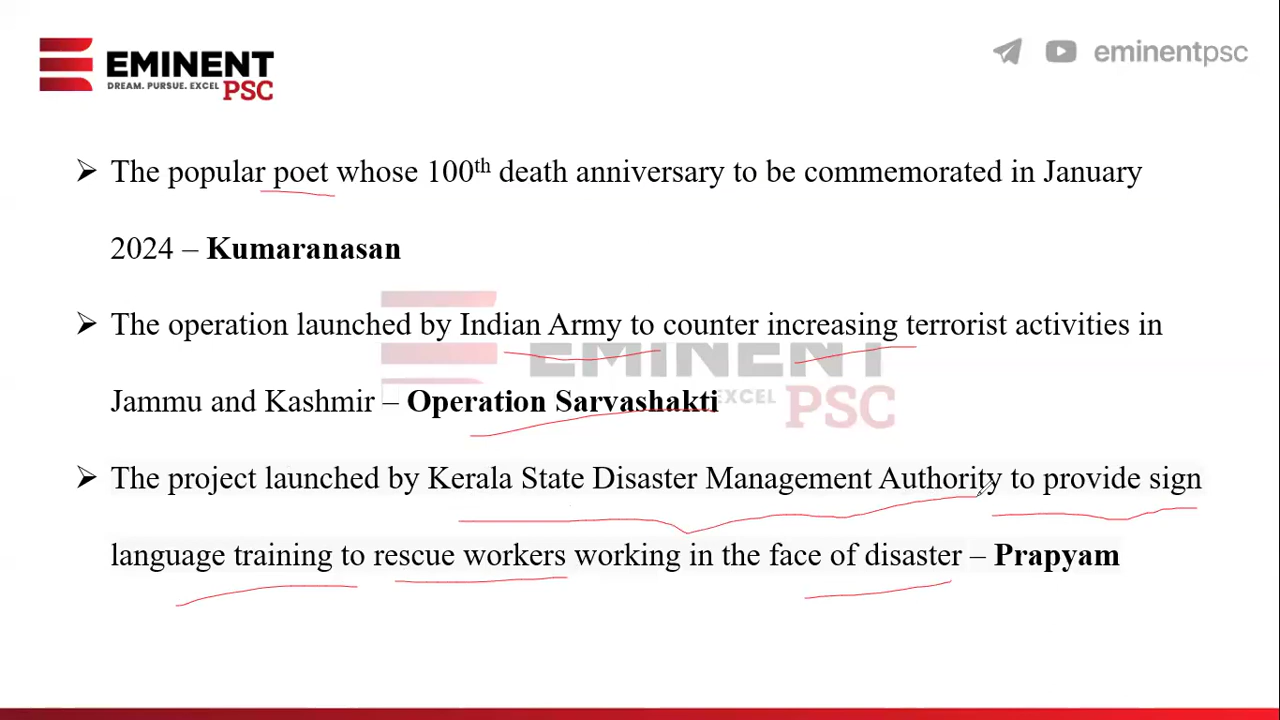 EMINENT
DREAM. PURSUE. EXCEL
PSC
eminentpsc
➢ The popular poet whose 100th death anniversary to be commemorated in January
2024 – Kumaranasan
➢ The operation launched by Indian Army to counter increasing terrorist activities in
EMINENT
Jammu and Kashmir – Operation Sarvashakti
EXCEL
PSC
➢ The project launched by Kerala State Disaster Management Authority to provide sign
language training to rescue workers working in the face of disaster – Prapyam